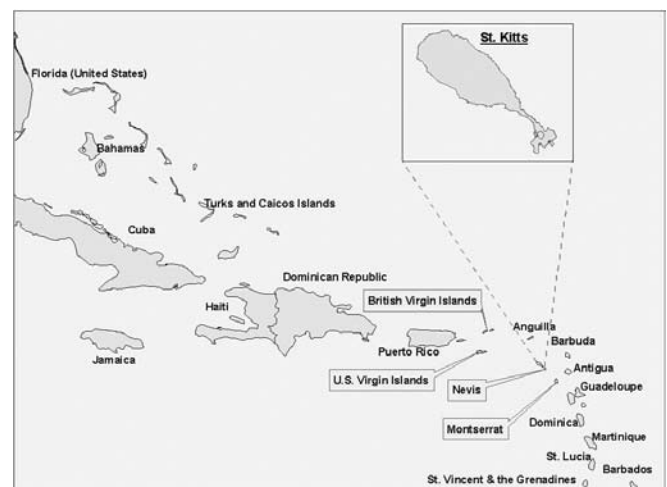 St. Kitts
Florida (United States)
Bahamas
Turks and Caicos Islands
Cuba
Dominican Republic
British Virgin Islands
Haiti
Anguilla
Barbuda
Puerto Rico
Jamaica
Antigua
U.S. Virgin Islands
Nevis
Guadeloupe
Dominica
Montserrat
Martinique
St. Lucia
Barbados
St. Vincent & the Grenadines